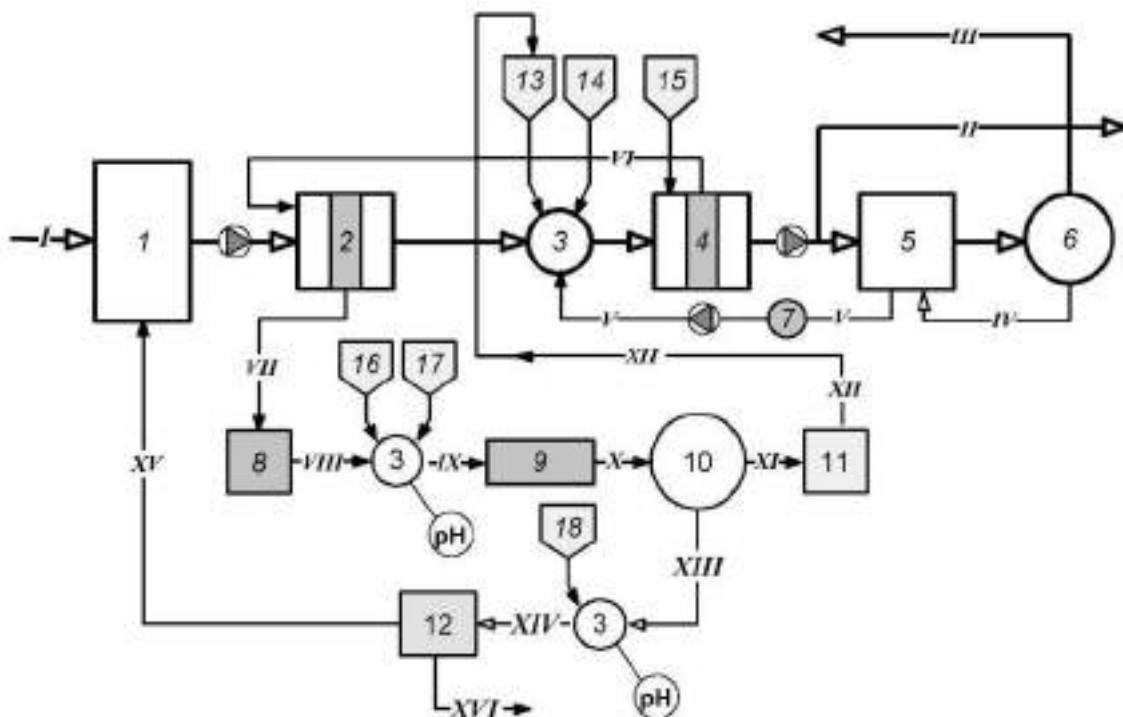 III
13 14 15
II
VI
I 1 2 3 4 5 6
V 7 V IV
XII
VII 16 17 XII
XV
8 VIII 3 IX 9 X 10 XI 11
pH 18 XIII
12 XIV 3
XVI pH